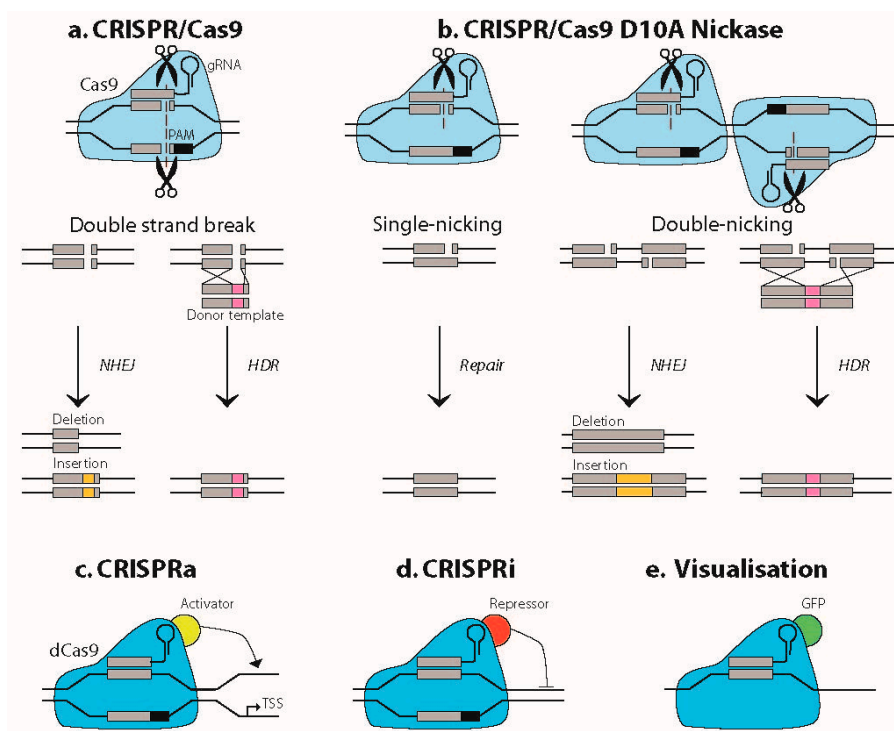 a. CRISPR/Cas9
b. CRISPR/Cas9 D10A Nickase
gRNA
Cas9
PAM
Double strand break
Single-nicking
Double-nicking
Donor template
NHEJ
HDR
Repair
NHEJ
HDR
Deletion
Insertion
Deletion
Insertion
c. CRISPRa
d. CRISPRi
e. Visualisation
Activator
Repressor
GFP
dCas9
TSS